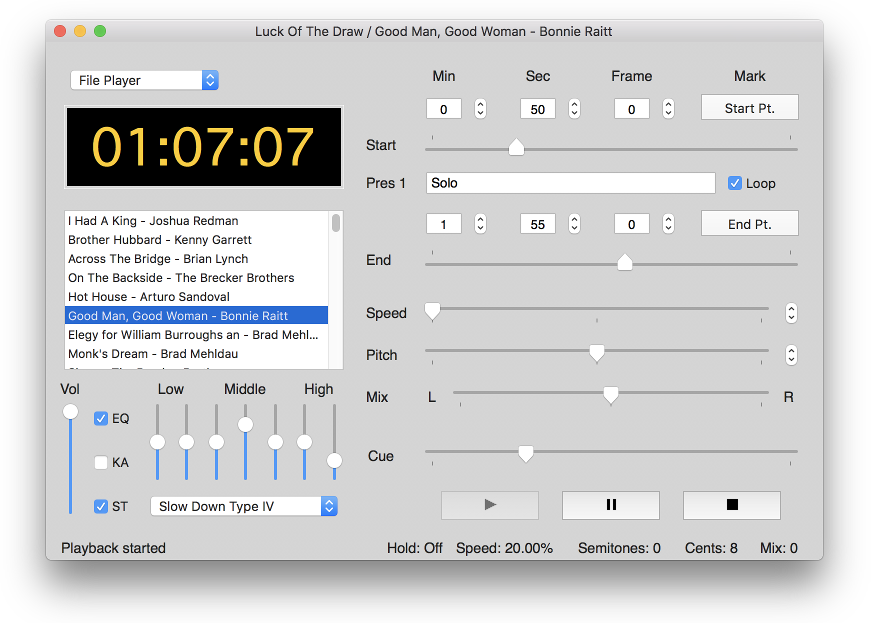 Luck Of The Draw / Good Man, Good Woman - Bonnie Raitt
File Player
01:07:07
I Had A King - Joshua Redman
Brother Hubbard - Kenny Garrett
Across The Bridge - Brian Lynch
On The Backside - The Brecker Brothers
Hot House - Arturo Sandoval
Good Man, Good Woman - Bonnie Raitt
Elegy for William Burroughs an - Brad Mehl...
Monk's Dream - Brad Mehldau
Vol
Low Middle High
EQ
KA
ST
Slow Down Type IV
Min Sec Frame Mark
0 50 0 Start Pt.
Start
Pres 1 Solo Loop
1 55 0 End Pt.
End
Speed
Pitch
Mix L R
Cue
Playback started Hold: Off Speed: 20.00% Semitones: 0 Cents: 8 Mix: 0